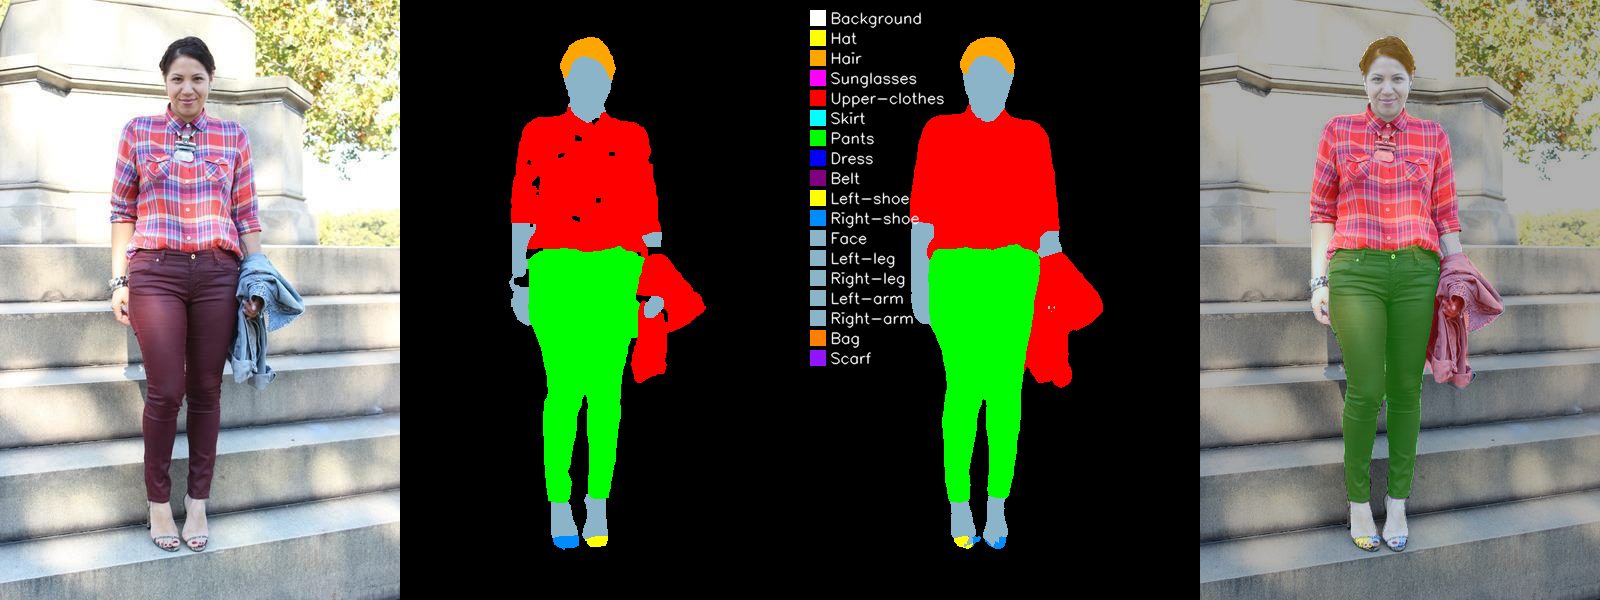 Background
Hat
Hair
Sunglasses
Upper-clothes
Skirt
Pants
Dress
Belt
Left-shoe
Right-shoe
Face
Left-leg
Right-leg
Left-arm
Right-arm
Bag
Scarf